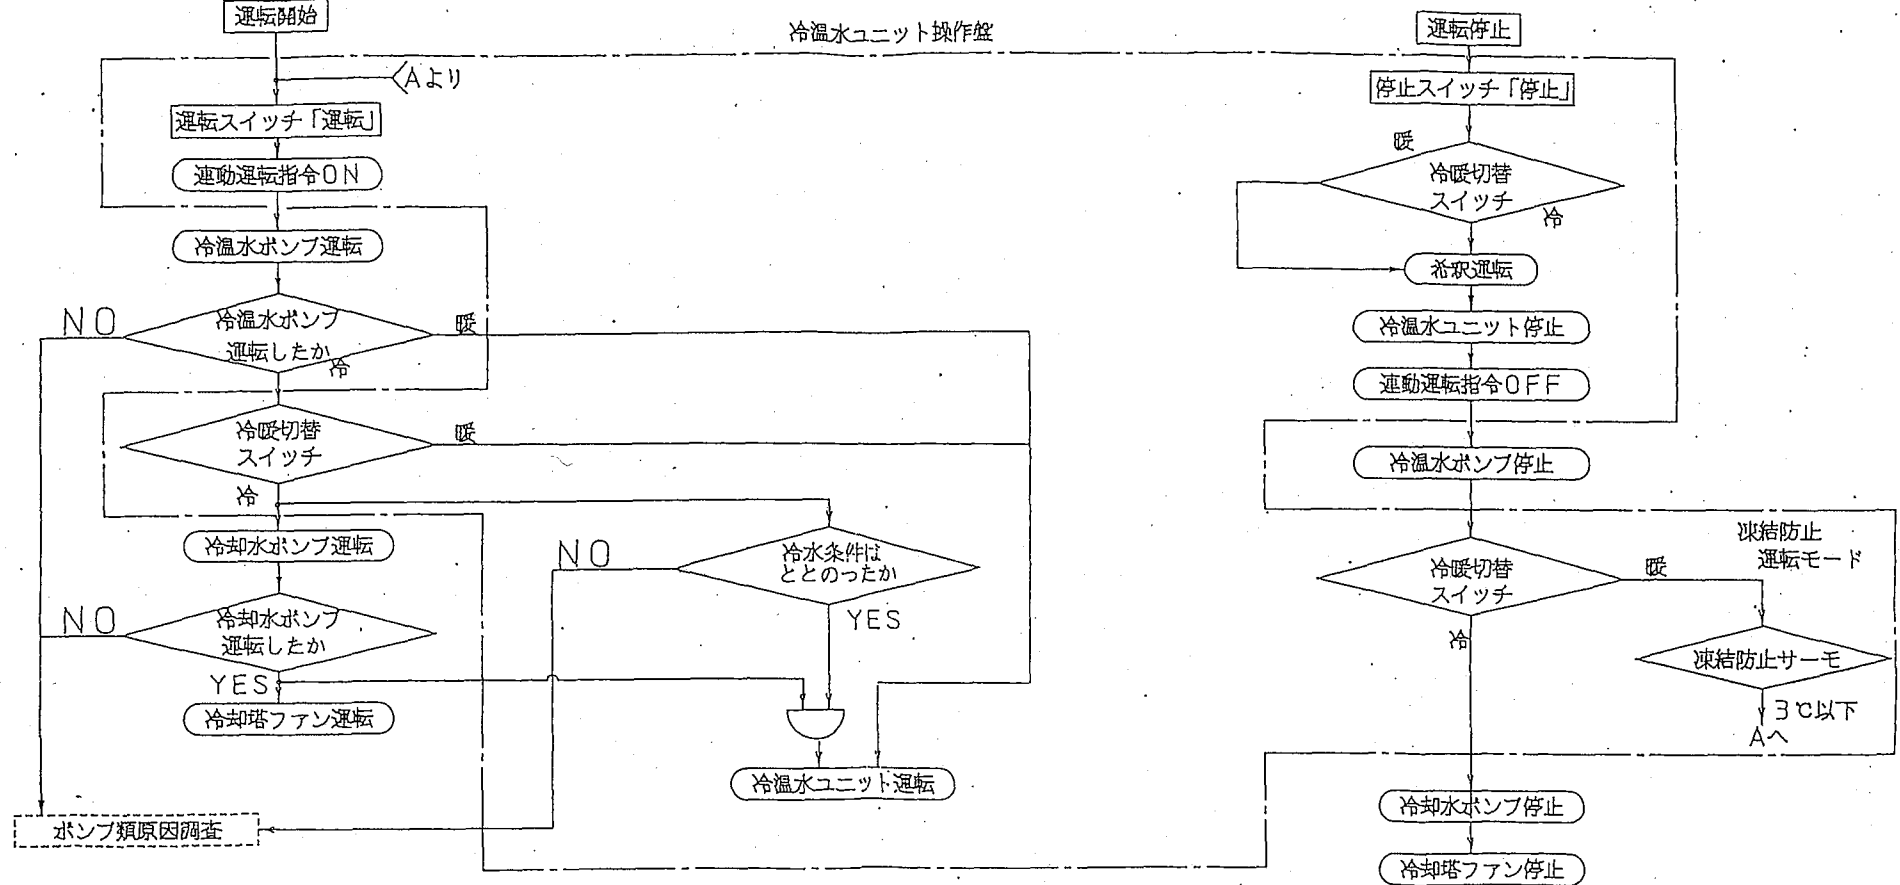 運転開始
冷温水ユニット操作盤
Aより
運転スイッチ「運転」
連動運転指令ON
冷温水ポンプ運転
NO
冷温水ポンプ
運転したか
暖
冷
冷暖切替
スイッチ
暖
冷
冷却水ポンプ運転
NO
冷却水ポンプ
運転したか
YES
冷却塔ファン運転
NO
冷水条件は
ととのったか
YES
冷温水ユニット運転
ポンプ類原因調査
運転停止
停止スイッチ「停止」
暖
冷暖切替
スイッチ
冷
希釈運転
冷温水ユニット停止
連動運転指令OFF
冷温水ポンプ停止
凍結防止
運転モード
冷暖切替
スイッチ
暖
冷
凍結防止サーモ
3℃以下
Aへ
冷却水ポンプ停止
冷却塔ファン停止